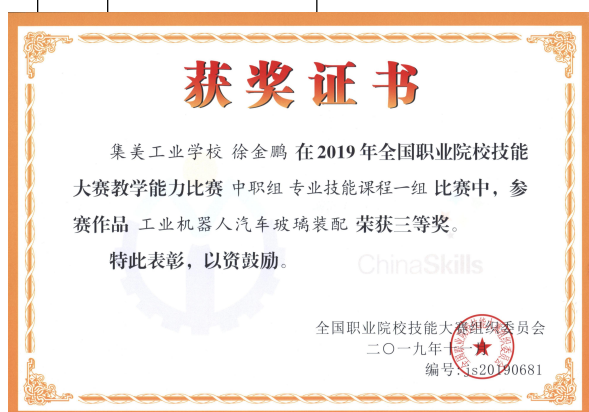 获奖证书
集美工业学校 徐金鹏 在2019年全国职业院校技能
大赛教学能力比赛 中职组 专业技能课程一组 比赛中，参
赛作品 工业机器人汽车玻璃装配 荣获三等奖。
特此表彰，以资鼓励。
ChinaSkills
全国职业院校技能大赛组织委员会
二〇一九年十一月
编号:js20190681